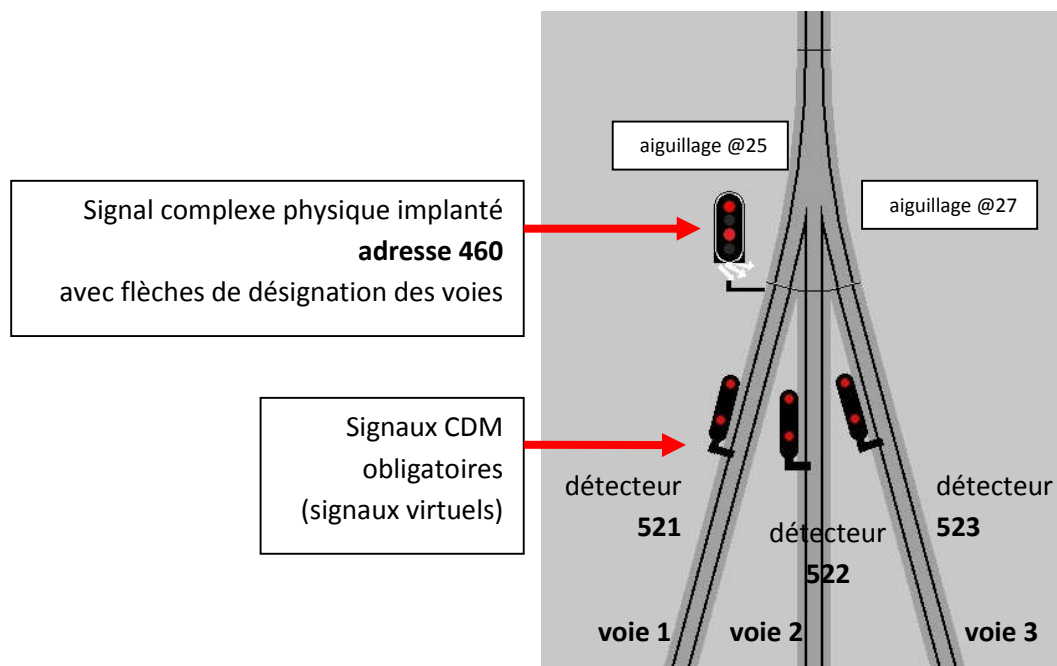 aiguillage @25
Signal complexe physique implanté
adresse 460
avec flèches de désignation des voies
aiguillage @27
Signaux CDM
obligatoires
(signaux virtuels)
détecteur
521
détecteur
522
détecteur
523
voie 1
voie 2
voie 3